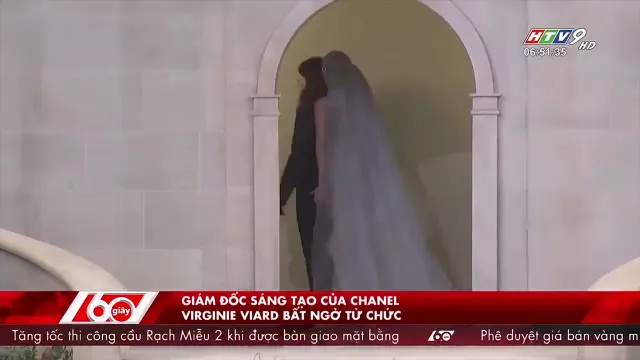 HTV9 HD
06:51:35
60 giây
GIÁM ĐỐC SÁNG TẠO CỦA CHANEL
VIRGINIE VIARD BẤT NGỜ TỪ CHỨC
Tăng tốc thi công cầu Rạch Miễu 2 khi được bàn giao mặt bằng 60 giây Phê duyệt giá bán vàng m